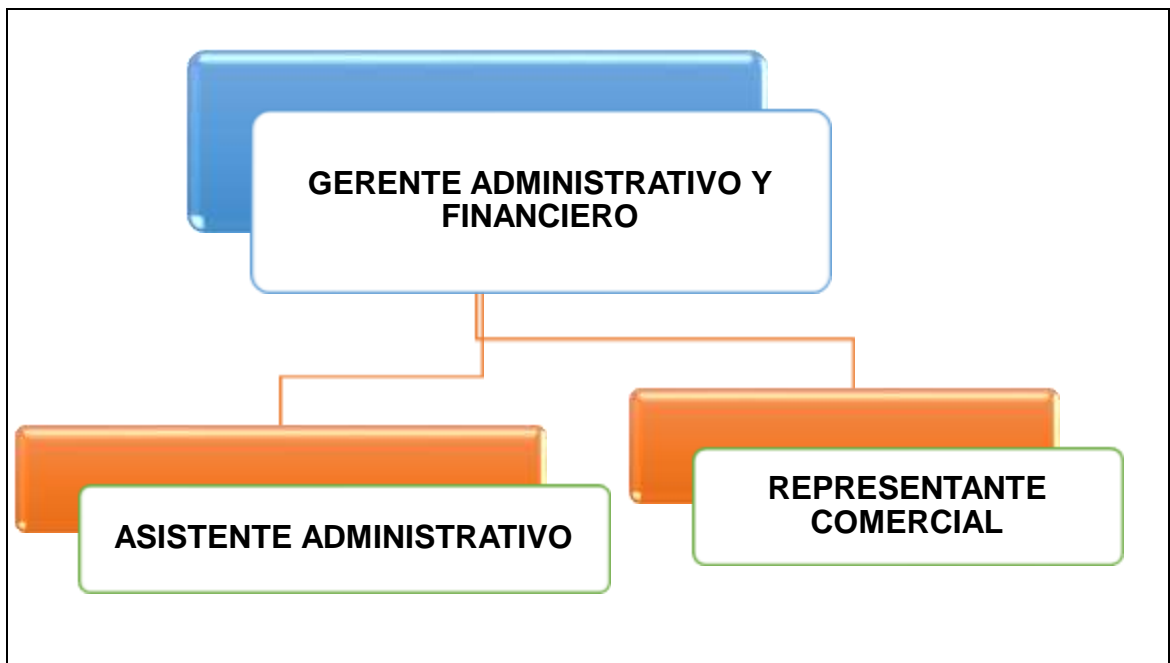 GERENTE ADMINISTRATIVO Y
FINANCIERO
ASISTENTE ADMINISTRATIVO
REPRESENTANTE
COMERCIAL